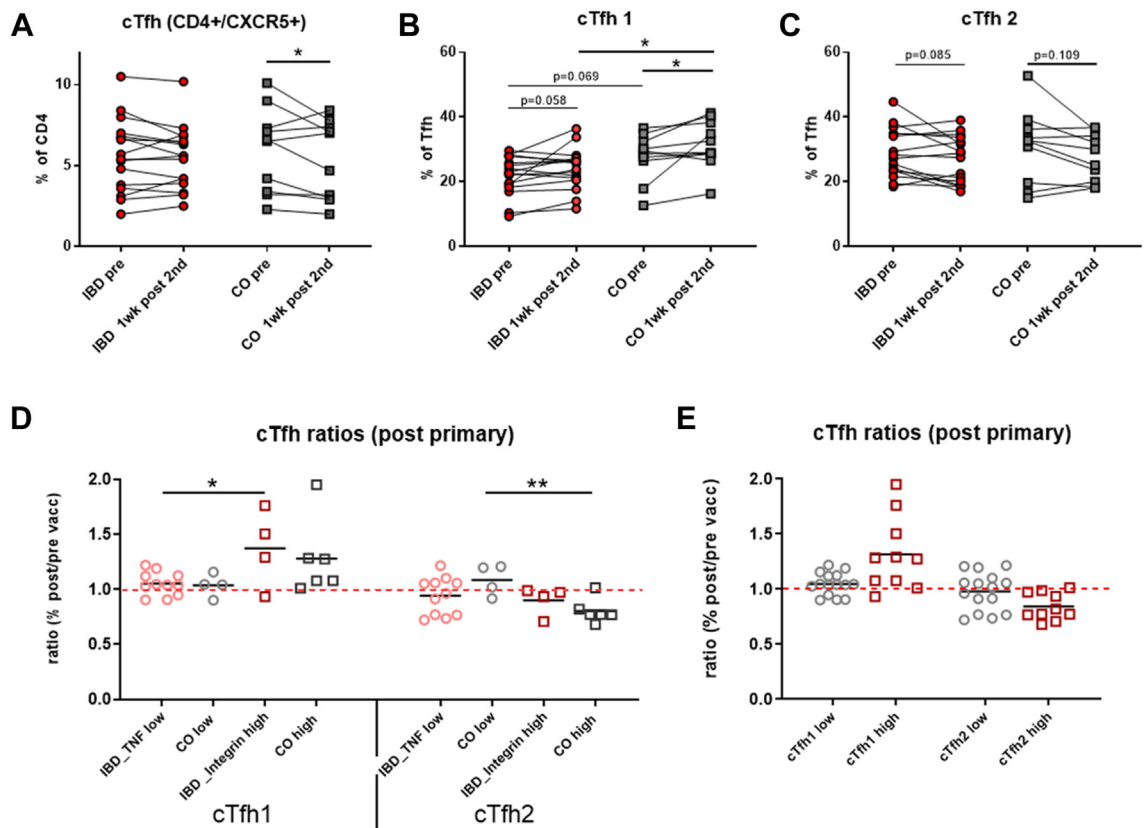 A
cTfh (CD4+/CXCR5+)
% of CD4
10
5
0
*
IBD pre
IBD 1wk post 2nd
CO pre
CO 1wk post 2nd
B
cTfh 1
% of Tfh
60
40
20
0
*
*
p=0.069
p=0.058
IBD pre
IBD 1wk post 2nd
CO pre
CO 1wk post 2nd
C
cTfh 2
% of Tfh
60
40
20
0
p=0.085
p=0.109
IBD pre
IBD 1wk post 2nd
CO pre
CO 1wk post 2nd
D
cTfh ratios (post primary)
ratio (% post/pre vacc)
2.0
1.5
1.0
0.5
0.0
*
**
IBD_TNF low
CO low
IBD_Integrin high
CO high
IBD_TNF low
CO low
IBD_Integrin high
CO high
cTfh1
cTfh2
E
cTfh ratios (post primary)
ratio (% post/pre vacc)
2.0
1.5
1.0
0.5
0.0
cTfh1 low
cTfh1 high
cTfh2 low
cTfh2 high